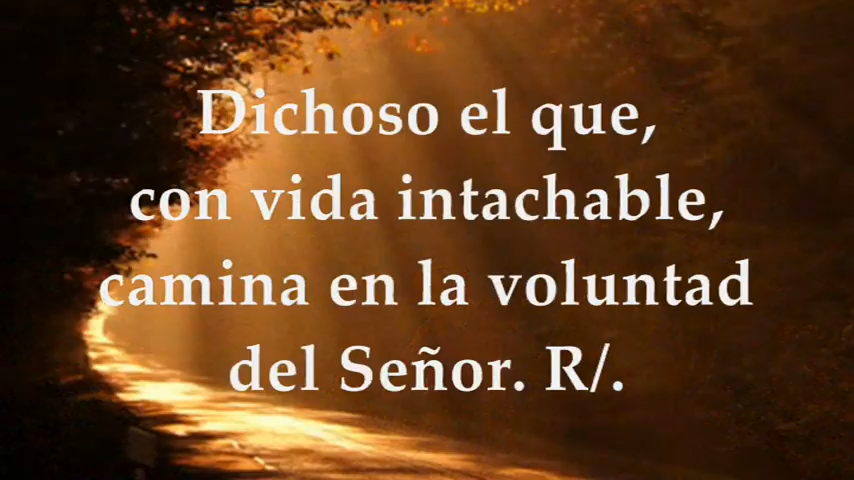 Dichoso el que,
con vida intachable,
camina en la voluntad
del Señor. R/.